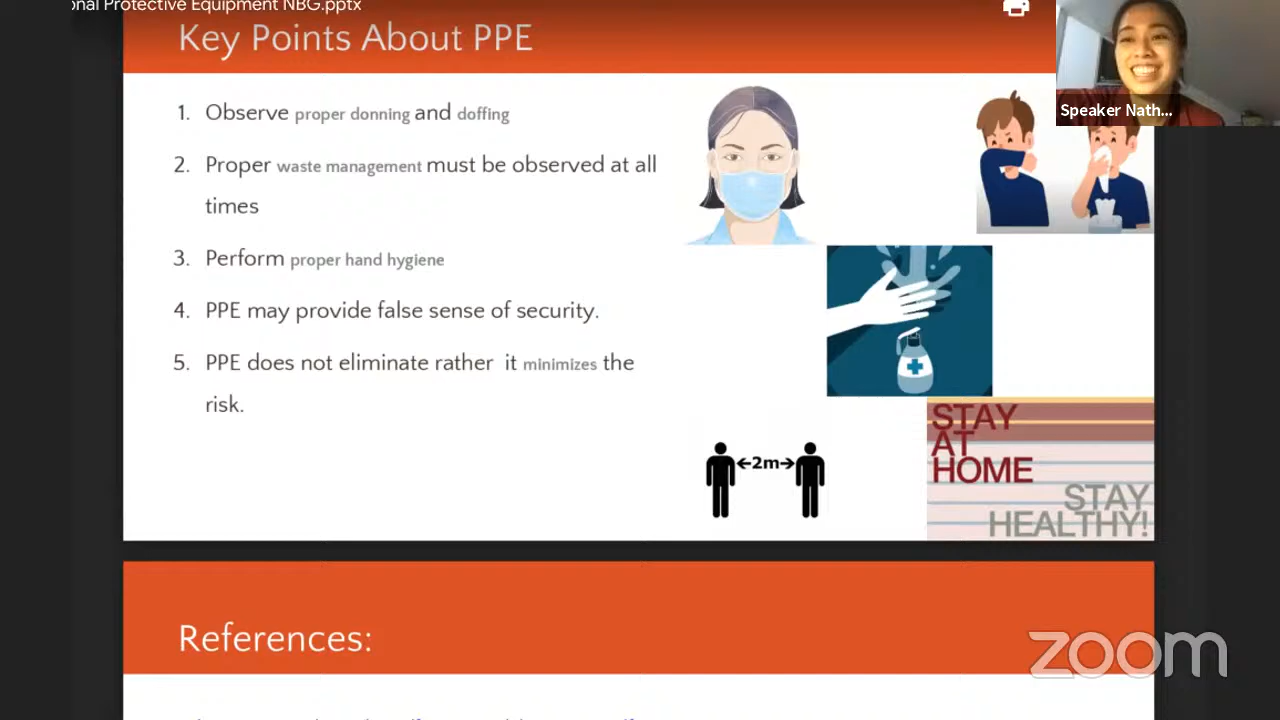 onal Protective Equipment NBG.pptx
Key Points About PPE
Speaker Nath...
1. Observe proper donning and doffing
2. Proper waste management must be observed at all
times
3. Perform proper hand hygiene
4. PPE may provide false sense of security.
5. PPE does not eliminate rather it minimizes the
risk.
2m
STAY
AT
HOME
STAY
HEALTHY!
References:
zoom